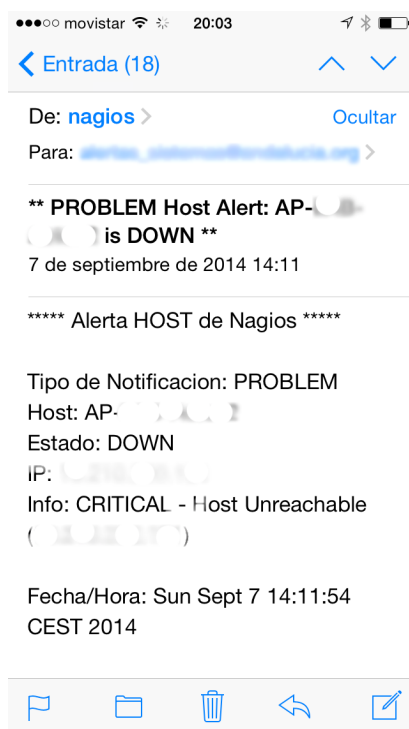 movistar 20:03
Entrada (18)
De: nagios Ocultar
Para:
** PROBLEM Host Alert: AP-
is DOWN **
7 de septiembre de 2014 14:11
***** Alerta HOST de Nagios *****
Tipo de Notificacion: PROBLEM
Host: AP-
Estado: DOWN
IP:
Info: CRITICAL - Host Unreachable
( )
Fecha/Hora: Sun Sept 7 14:11:54
CEST 2014